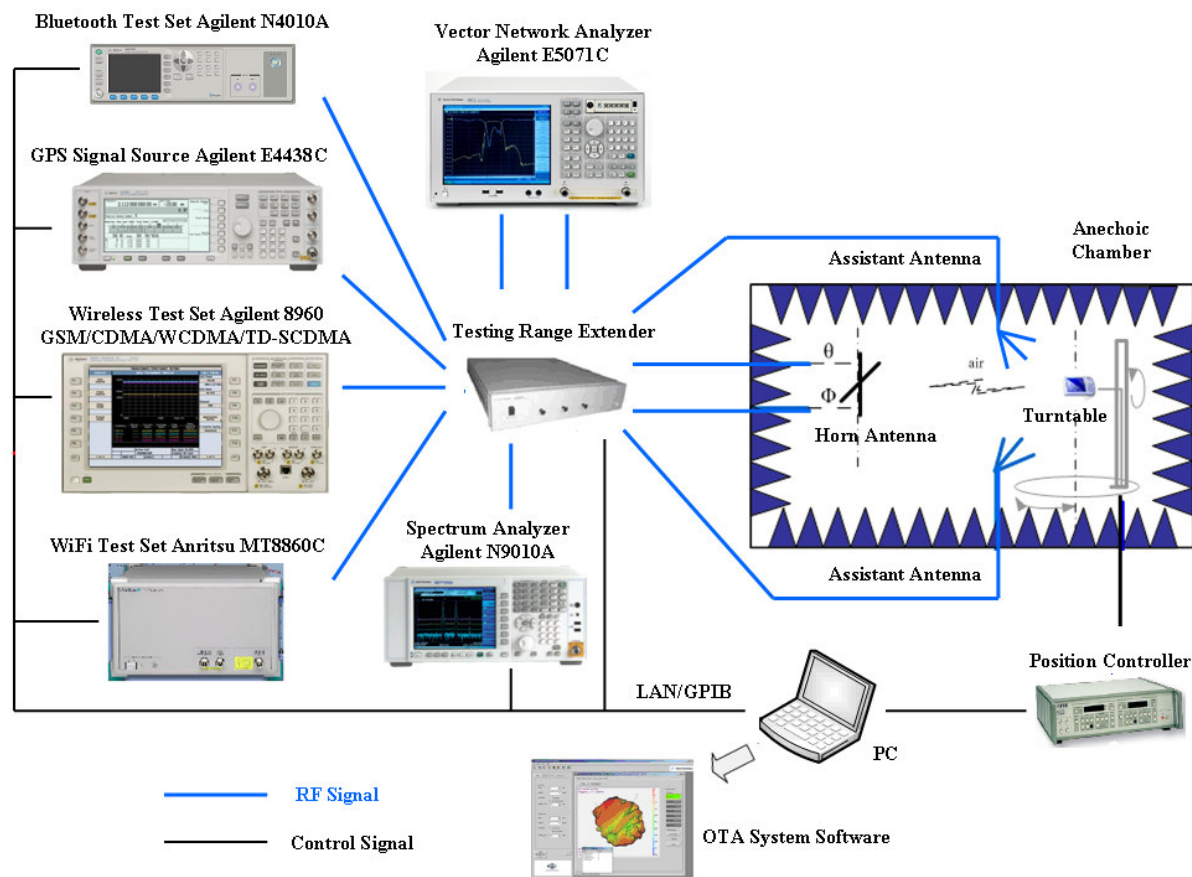 Bluetooth Test Set Agilent N4010A
Vector Network Analyzer
Agilent E5071C
GPS Signal Source Agilent E4438C
Anechoic
Chamber
Assistant Antenna
Wireless Test Set Agilent 8960
GSM/CDMA/WCDMA/TD-SCDMA
Testing Range Extender
θ
air
Φ
Turntable
Horn Antenna
WiFi Test Set Anritsu MT8860C
Spectrum Analyzer
Agilent N9010A
Assistant Antenna
Position Controller
LAN/GPIB
PC
RF Signal
Control Signal
OTA System Software